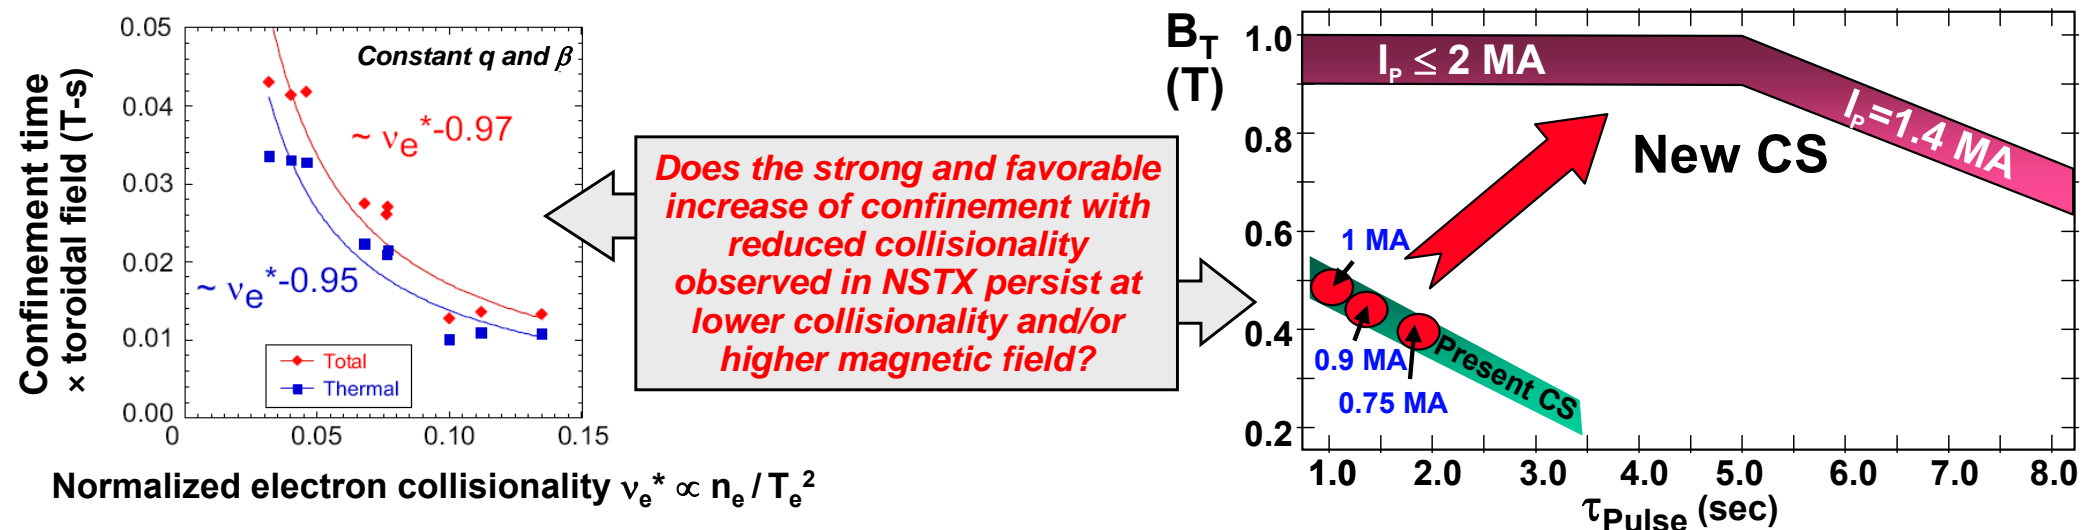 Confinement time
× toroidal field (T-s)
0.05
0.04
0.03
0.02
0.01
0.00
Constant q and β
~ νe*-0.97
~ νe*-0.95
Total
Thermal
0
0.05
0.10
0.15
Normalized electron collisionality νe* ∝ ne / Te2
Does the strong and favorable
increase of confinement with
reduced collisionality
observed in NSTX persist at
lower collisionality and/or
higher magnetic field?
BT
(T)
1.0
0.8
0.6
0.4
0.2
IP ≤ 2 MA
IP=1.4 MA
New CS
1 MA
0.9 MA
0.75 MA
Present CS
1.0
2.0
3.0
4.0
5.0
6.0
7.0
8.0
τPulse (sec)